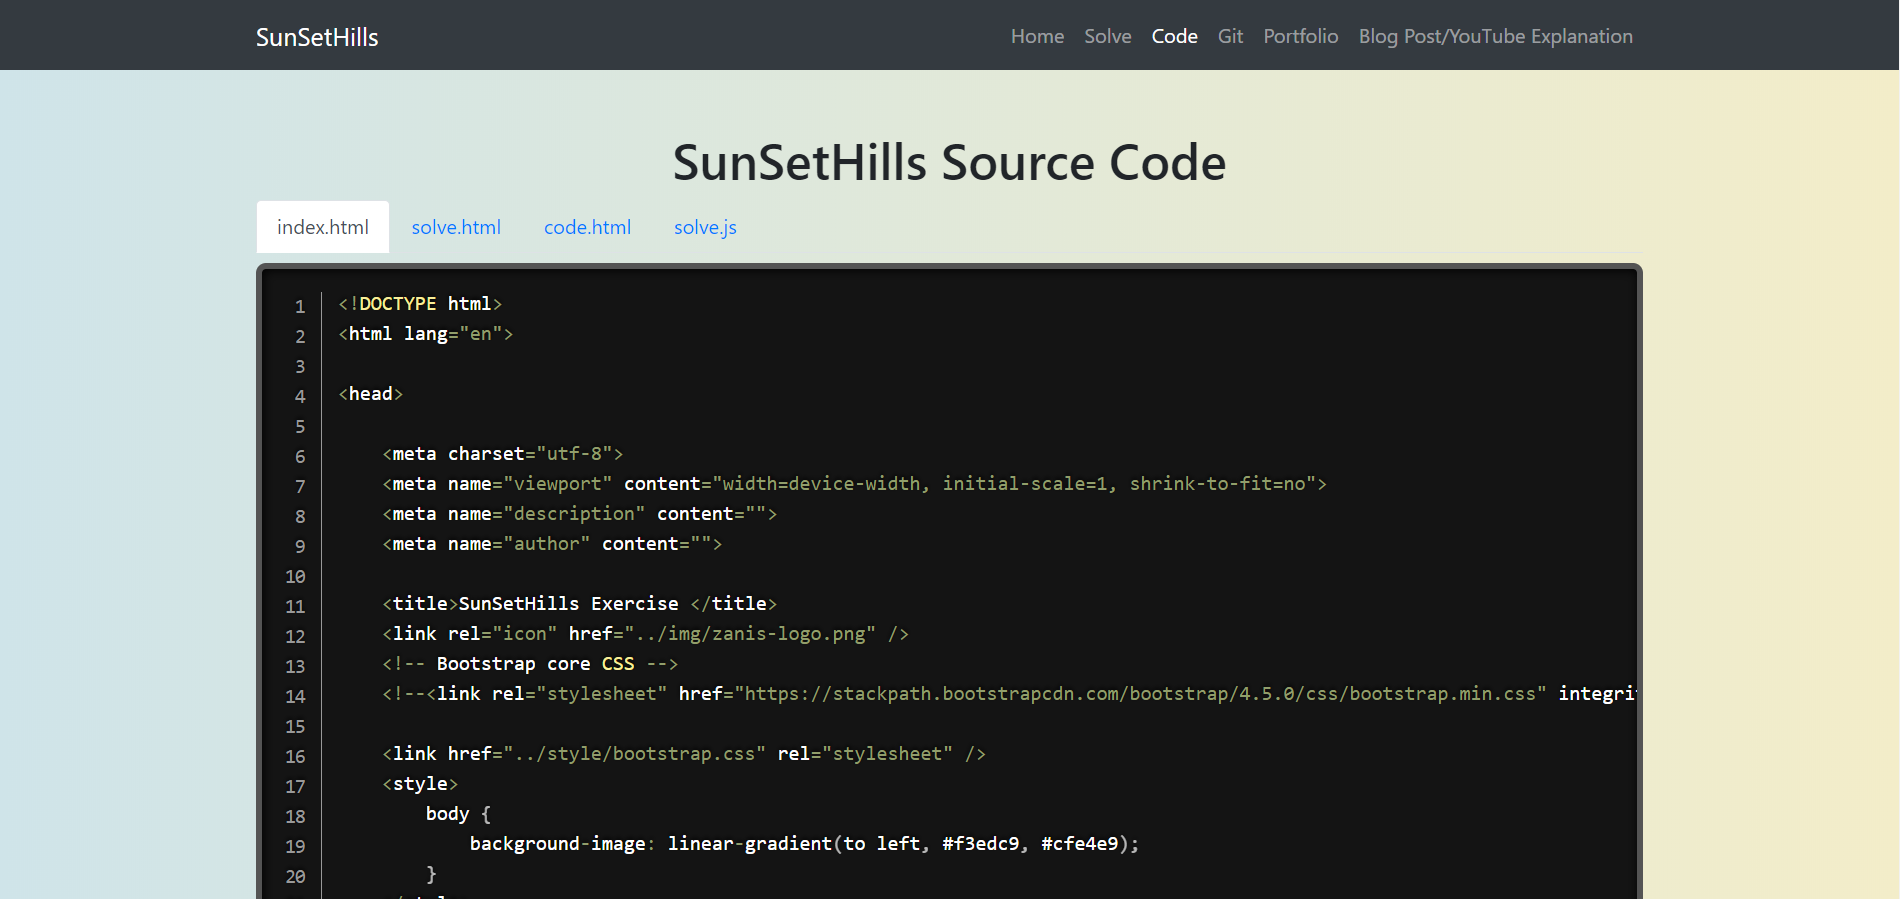 SunSetHills
Home Solve Code Git Portfolio Blog Post/YouTube Explanation
SunSetHills Source Code
index.html solve.html code.html solve.js
1 <!DOCTYPE html>
2 <html lang="en">
3
4 <head>
5
6 <meta charset="utf-8">
7 <meta name="viewport" content="width=device-width, initial-scale=1, shrink-to-fit=no">
8 <meta name="description" content="">
9 <meta name="author" content="">
10
11 <title>SunSetHills Exercise </title>
12 <link rel="icon" href="../img/zanis-logo.png" />
13 <!-- Bootstrap core CSS -->
14 <!--<link rel="stylesheet" href="https://stackpath.bootstrapcdn.com/bootstrap/4.5.0/css/bootstrap.min.css" integri
15
16 <link href="../style/bootstrap.css" rel="stylesheet" />
17 <style>
18 body {
19 background-image: linear-gradient(to left, #f3edc9, #cfe4e9);
20 }